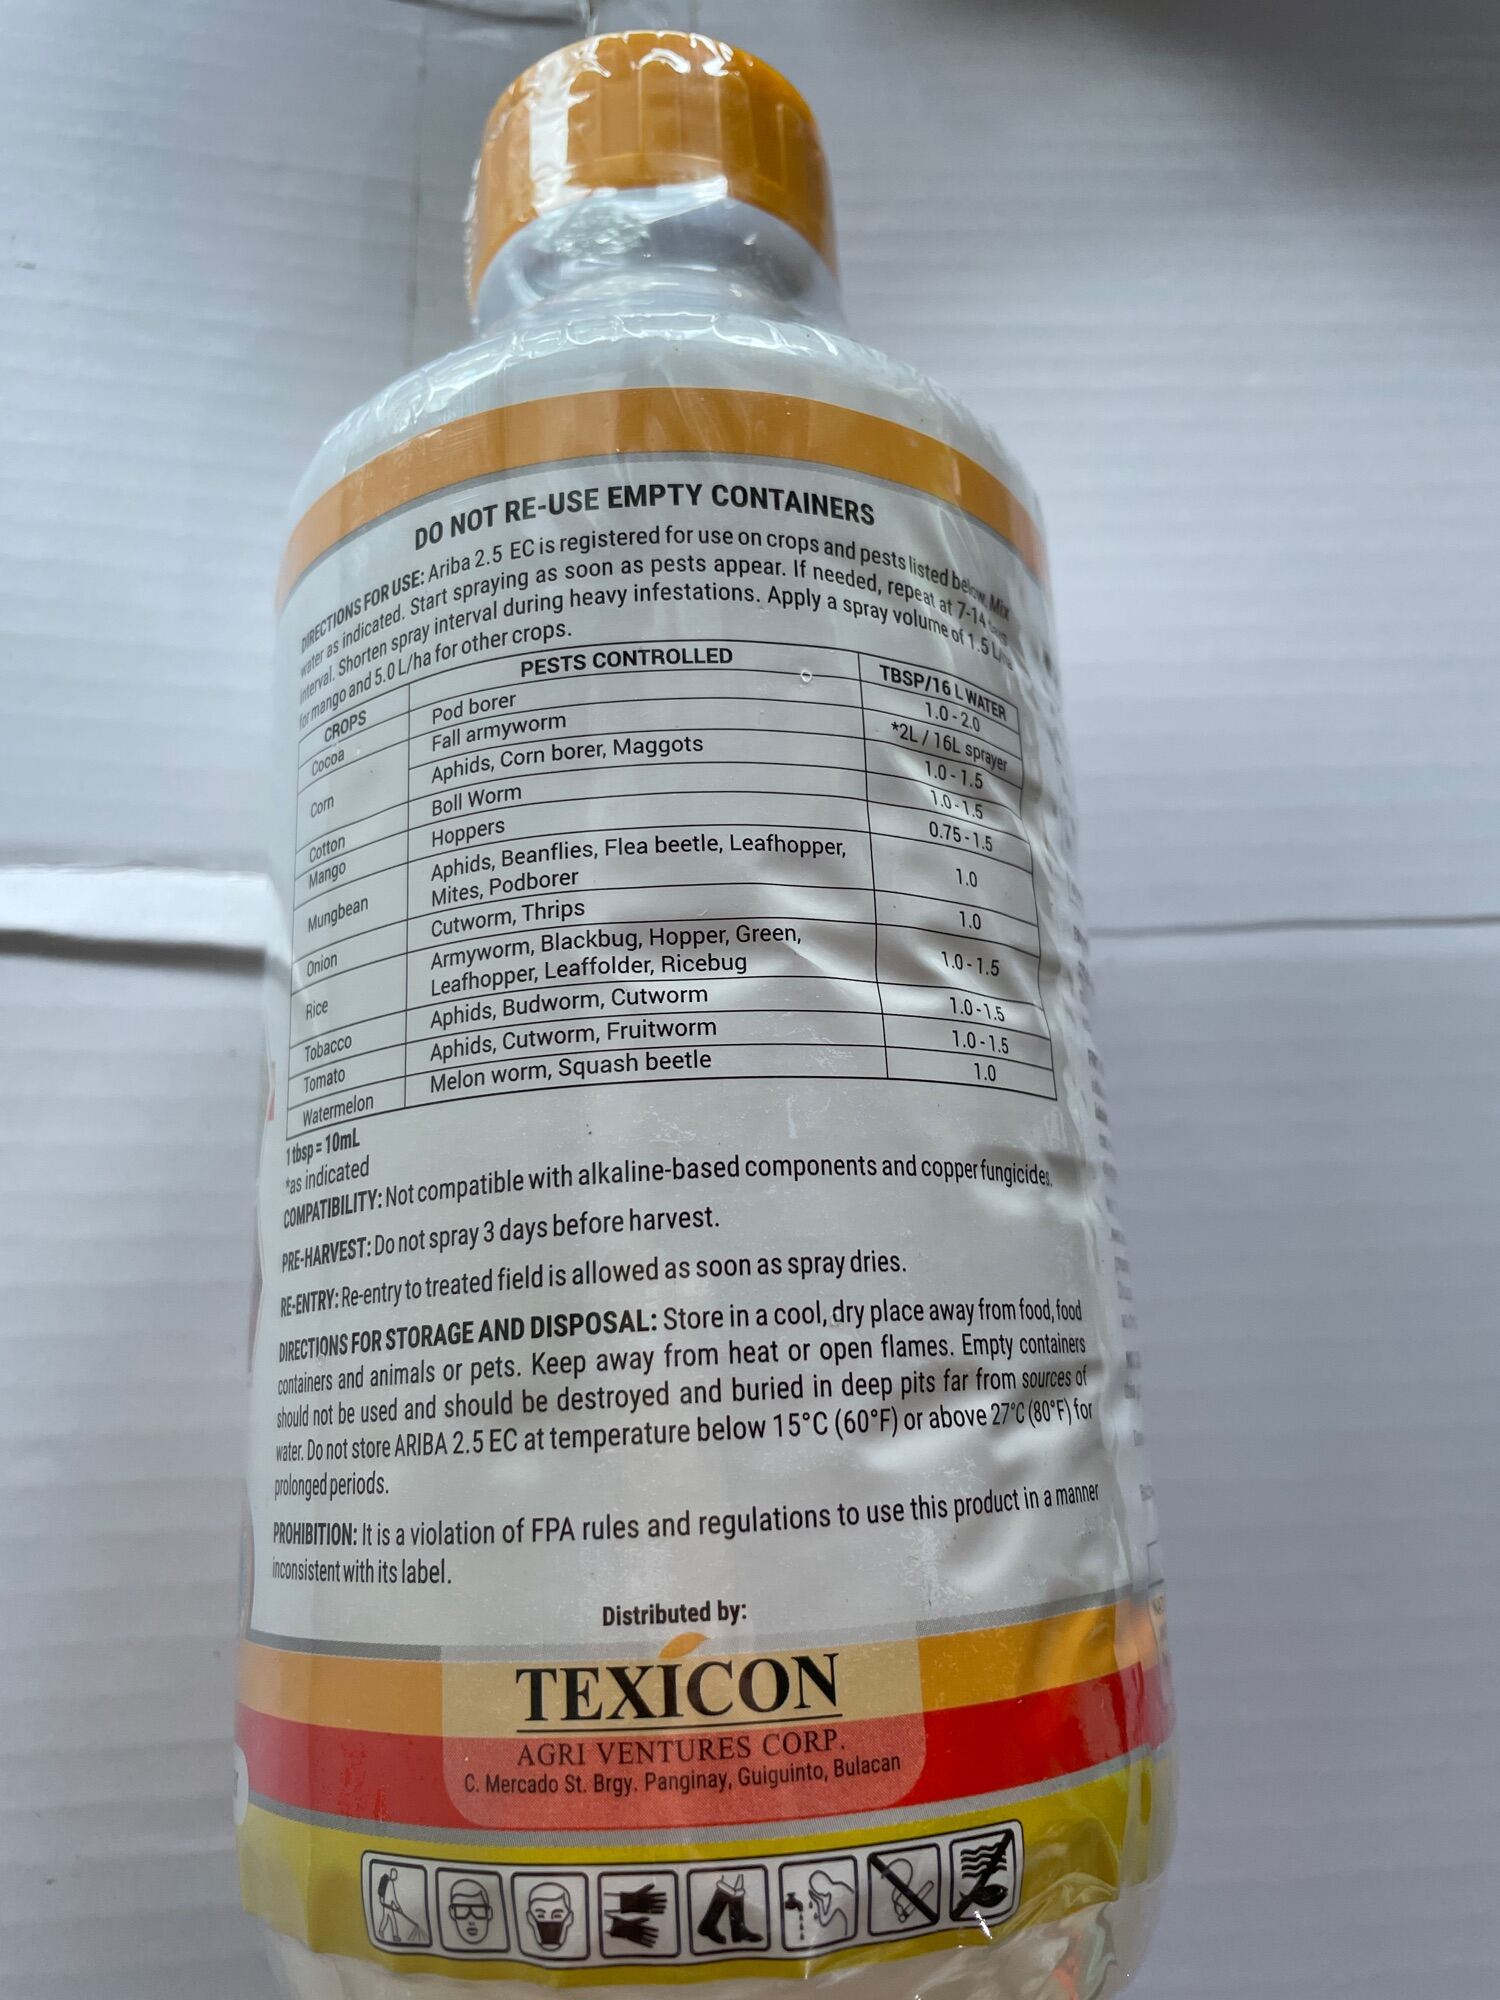 DO NOT RE-USE EMPTY CONTAINERS
DIRECTIONS FOR USE: Ariba 2.5 EC is registered for use on crops and pests listed below. Mix
water as indicated. Start spraying as soon as pests appear. If needed, repeat at 7-14
interval. Shorten spray interval during heavy infestations. Apply a spray volume of 1.5 L/ha
for mango and 5.0 L/ha for other crops.
CROPS PESTS CONTROLLED TBSP/16 L WATER
Cocoa Pod borer 1.0 - 2.0
Corn Fall armyworm *2L / 16L sprayer
Aphids, Corn borer, Maggots 1.0 - 1.5
Cotton Boll Worm 1.0 - 1.5
Mango Hoppers 0.75 - 1.5
Mungbean Aphids, Beanflies, Flea beetle, Leafhopper,
Mites, Podborer 1.0
Onion Cutworm, Thrips 1.0
Rice Armyworm, Blackbug, Hopper, Green,
Leafhopper, Leaffolder, Ricebug 1.0 - 1.5
Tobacco Aphids, Budworm, Cutworm 1.0 - 1.5
Tomato Aphids, Cutworm, Fruitworm 1.0 - 1.5
Watermelon Melon worm, Squash beetle 1.0
1 tbsp = 10mL
*as indicated
COMPATIBILITY: Not compatible with alkaline-based components and copper fungicides.
PRE-HARVEST: Do not spray 3 days before harvest.
RE-ENTRY: Re-entry to treated field is allowed as soon as spray dries.
DIRECTIONS FOR STORAGE AND DISPOSAL: Store in a cool, dry place away from food, food
containers and animals or pets. Keep away from heat or open flames. Empty containers
should not be used and should be destroyed and buried in deep pits far from sources of
water. Do not store ARIBA 2.5 EC at temperature below 15°C (60°F) or above 27°C (80°F) for
prolonged periods.
PROHIBITION: It is a violation of FPA rules and regulations to use this product in a manner
inconsistent with its label.
Distributed by:
TEXICON
AGRI VENTURES CORP.
C. Mercado St. Brgy. Panginay, Guiguinto, Bulacan